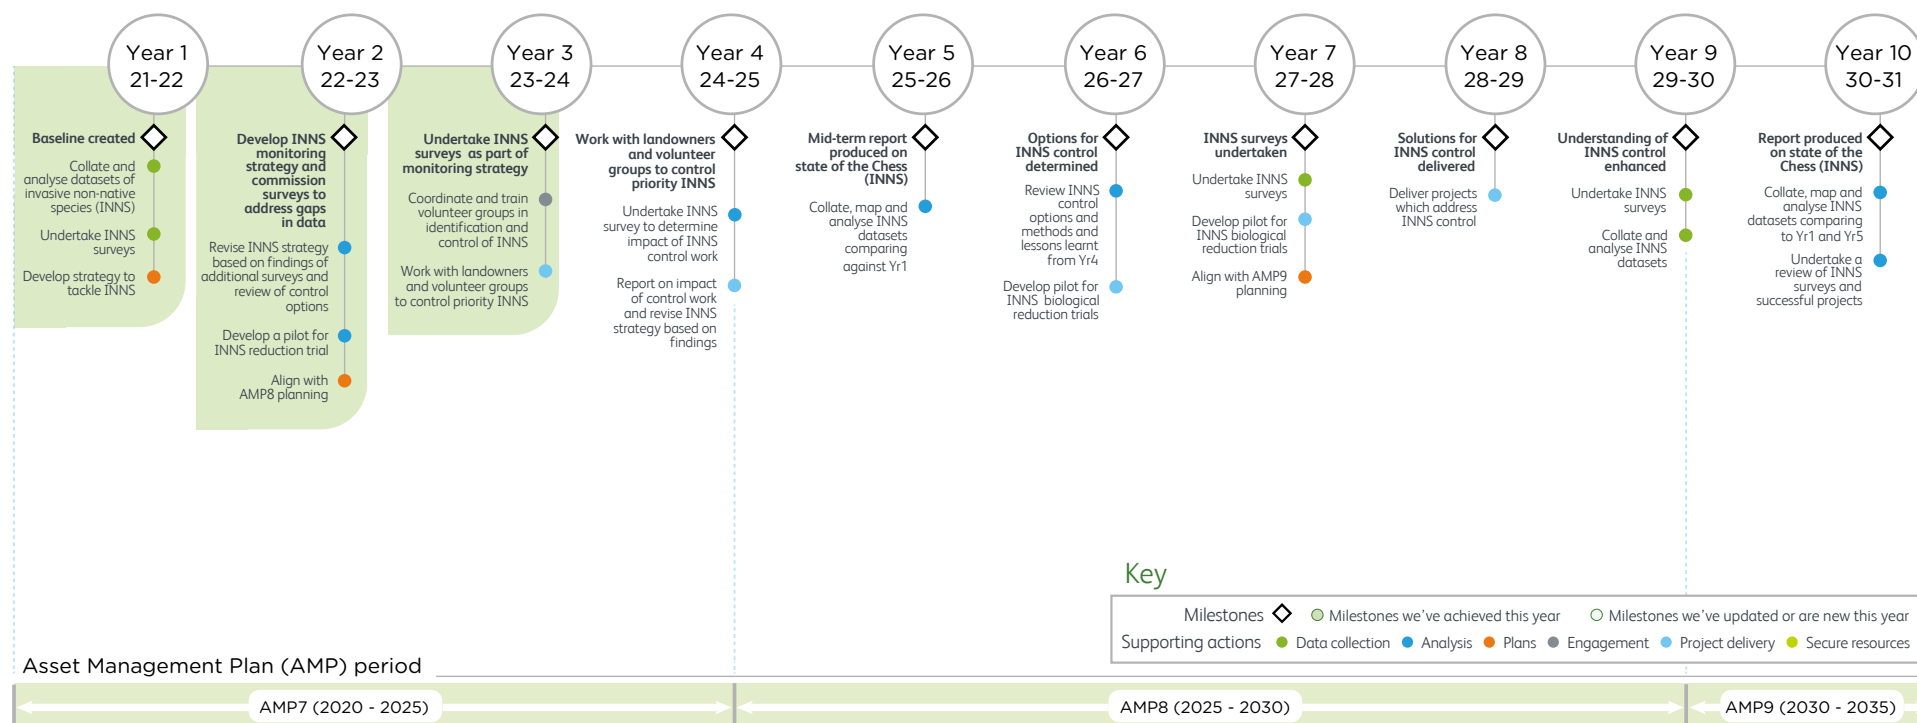 Year 1
21-22
Baseline created
Collate and
analyse datasets of
invasive non-native
species (INNS)
Undertake INNS
surveys
Develop strategy to
tackle INNS
Year 2
22-23
Develop INNS
monitoring
strategy and
commission
surveys to
address gaps
in data
Revise INNS strategy
based on findings of
additional surveys and
review of control
options
Develop a pilot for
INNS reduction trial
Align with
AMP8 planning
Year 3
23-24
Undertake INNS
surveys as part of
monitoring strategy
Coordinate and train
volunteer groups in
identification and
control of INNS
Work with landowners
and volunteer groups
to control priority INNS
Year 4
24-25
Work with landowners
and volunteer
groups to control
priority INNS
Undertake INNS
survey to determine
impact of INNS
control work
Report on impact
of control work
and revise INNS
strategy based on
findings
Year 5
25-26
Mid-term report
produced on
state of the Chess
(INNS)
Collate, map and
analyse INNS
datasets
comparing
against Yr1
Year 6
26-27
Options for
INNS control
determined
Review INNS
control
options and
methods and
lessons learnt
from Yr4
Develop pilot for
INNS biological
reduction trials
Year 7
27-28
INNS surveys
undertaken
Undertake INNS
surveys
Develop pilot for
INNS biological
reduction trials
Align with AMP9
planning
Year 8
28-29
Solutions for
INNS control
delivered
Deliver projects
which address
INNS control
Year 9
29-30
Understanding of
INNS control
enhanced
Undertake INNS
surveys
Collate and
analyse INNS
datasets
Year 10
30-31
Report produced
on state of the
Chess (INNS)
Collate, map and
analyse INNS
datasets comparing
to Yr1 and Yr5
Undertake a
review of INNS
surveys and
successful projects
Key
Milestones Milestones we've achieved this year Milestones we've updated or are new this year
Supporting actions Data collection Analysis Plans Engagement Project delivery Secure resources
Asset Management Plan (AMP) period
AMP7 (2020 - 2025) AMP8 (2025 - 2030) AMP9 (2030 - 2035)